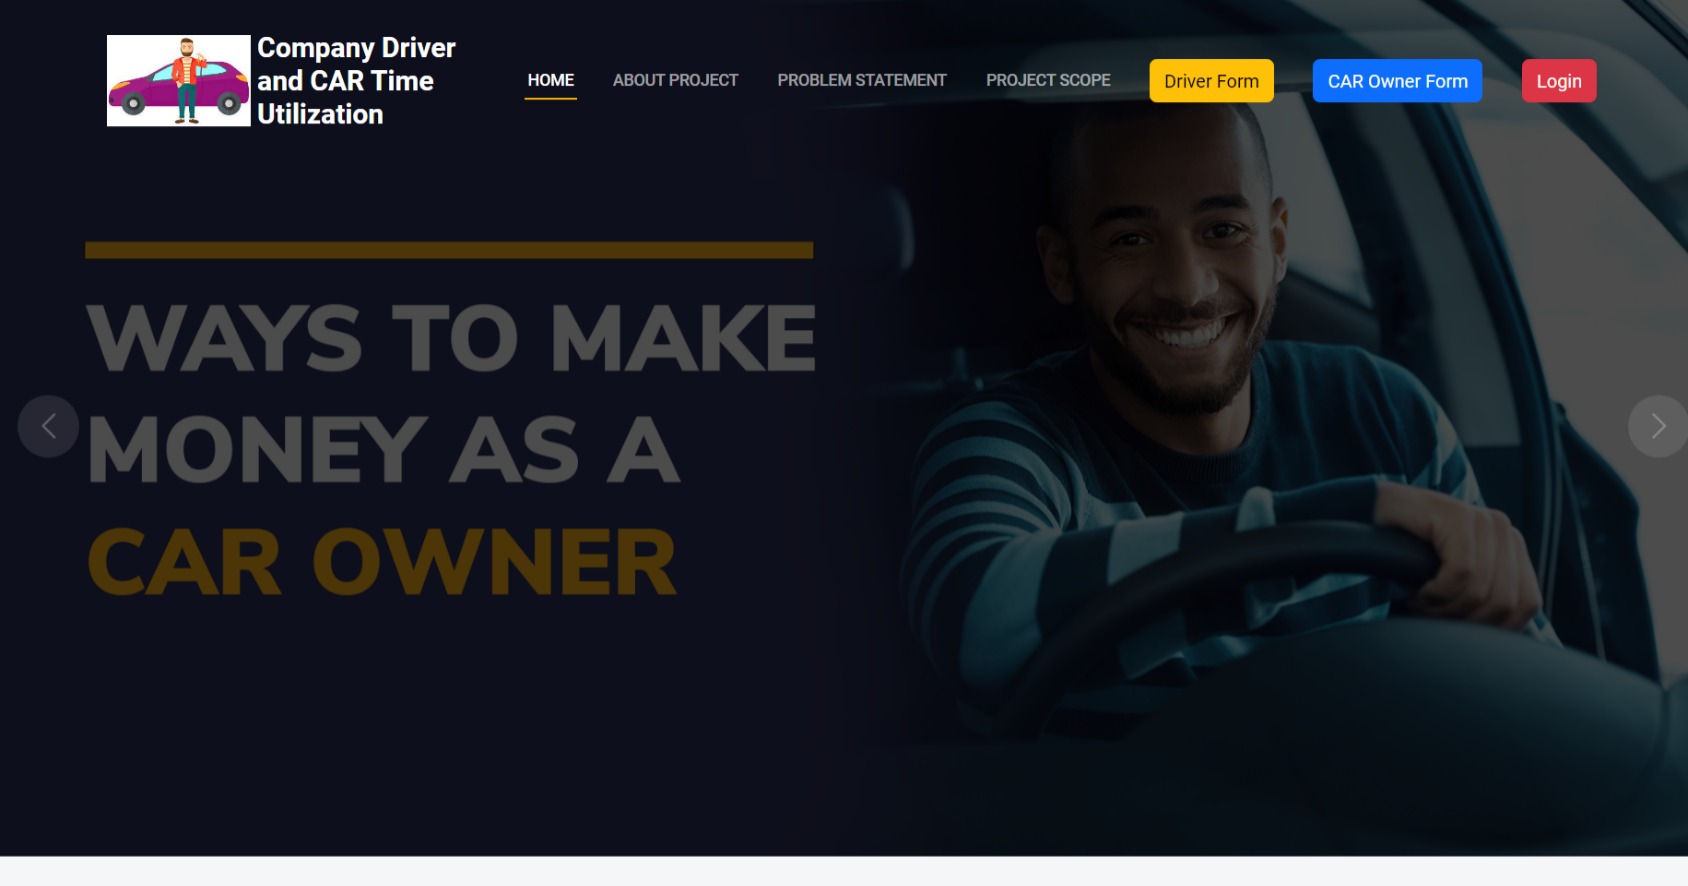 Company Driver
and CAR Time
Utilization
HOME
ABOUT PROJECT
PROBLEM STATEMENT
PROJECT SCOPE
Driver Form
CAR Owner Form
Login
WAYS TO MAKE
MONEY AS A
CAR OWNER